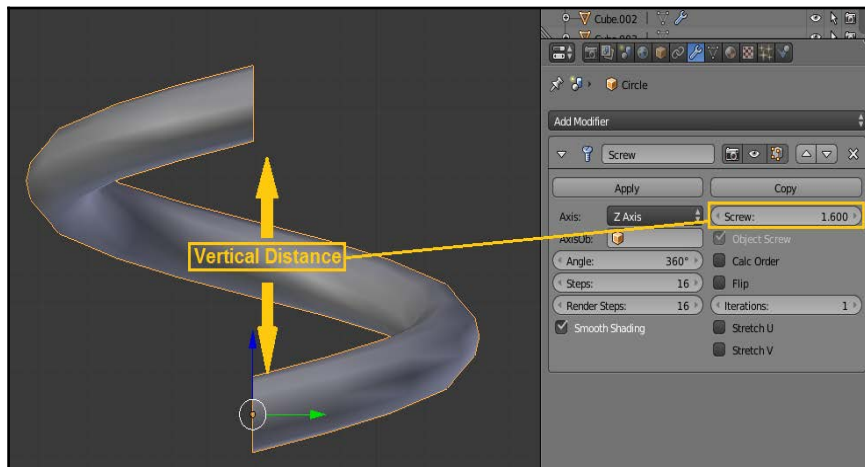 Cube.002
Circle
Add Modifier
Screw
Apply
Copy
Axis:
Z Axis
Screw: 1.600
AxisOb:
Object Screw
Angle: 360°
Calc Order
Steps: 16
Flip
Render Steps: 16
Iterations: 1
Smooth Shading
Stretch U
Stretch V
Vertical Distance